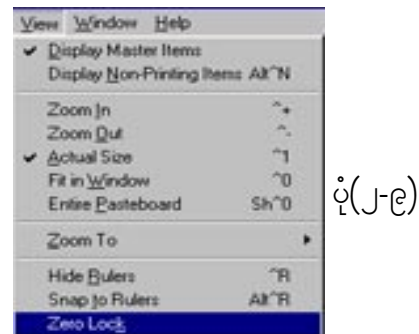 View Window Help
✔ Display Master Items
Display Non-Printing Items Alt^N
Zoom In ^+
Zoom Out ^-
✔ Actual Size ^1
Fit in Window ^0
Entire Pasteboard Sh^0
Zoom To
Hide Rulers ^R
Snap to Rulers Alt^R
Zero Lock
ပုံ(၂-၉)